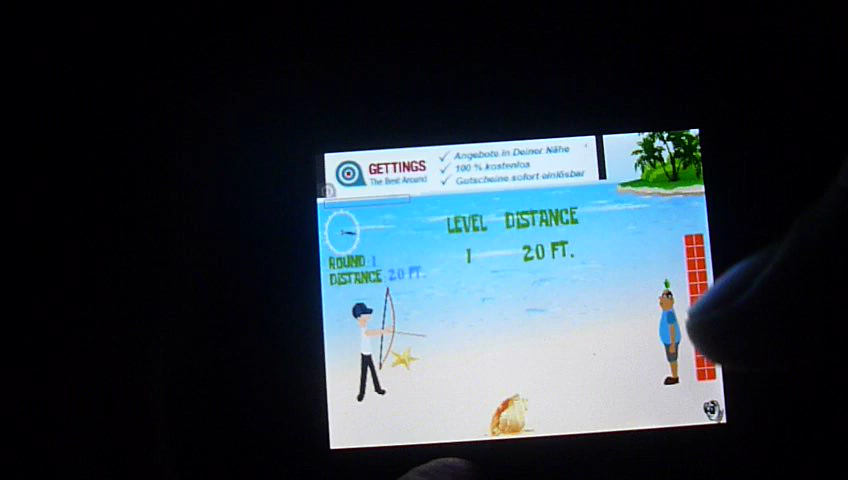 GETTINGS
The Best Around
Angebote in Deiner Nähe
100 % kostenlos
Gutscheine sofort einlösbar
LEVEL DISTANCE
1 20 FT.
ROUND:1
DISTANCE:20 FT.